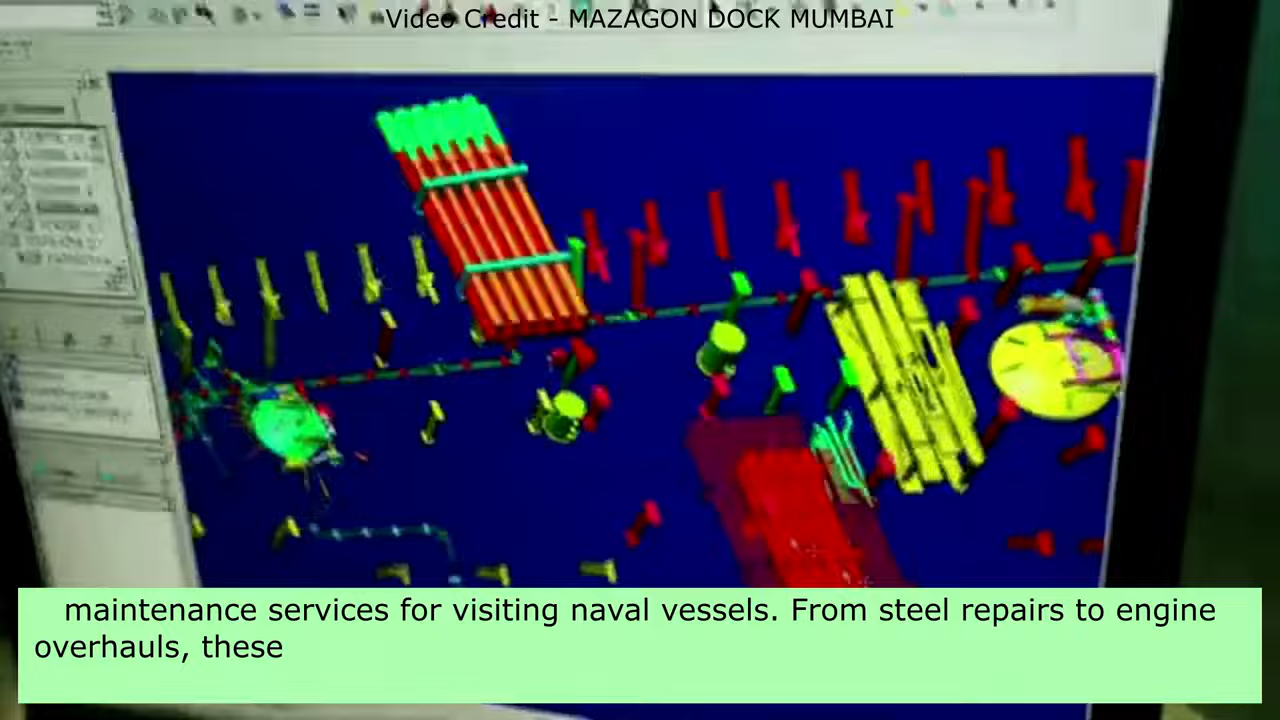 Video Credit - MAZAGON DOCK MUMBAI
maintenance services for visiting naval vessels. From steel repairs to engine
overhauls, these